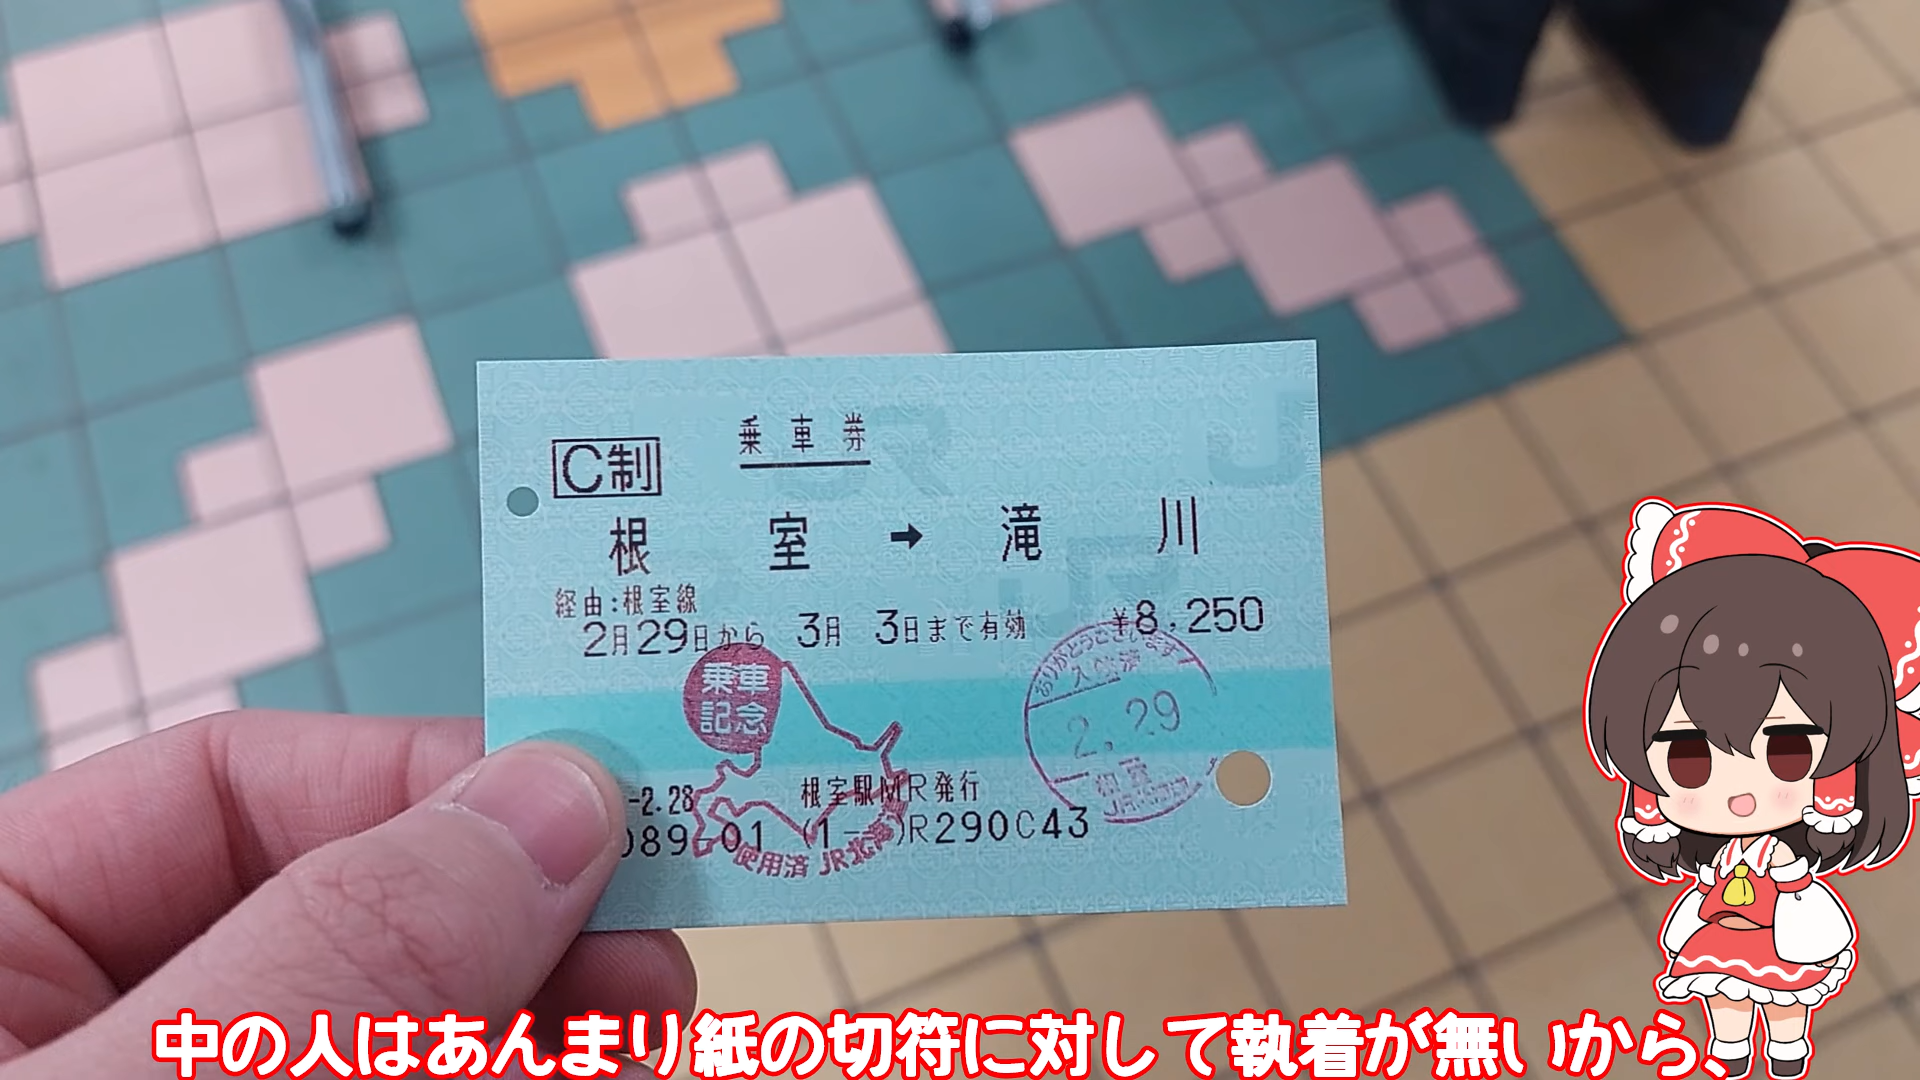 乗車券
C制
根室→滝川
経由:根室線
2月29日から 3月 3日まで有効 ¥8,250
乗車
記念
ありがとうございます
2.29
-2.28 根室駅MR発行
089-01 R290C43
使用済 JR北海道
中の人はあんまり紙の切符に対して執着が無いから、